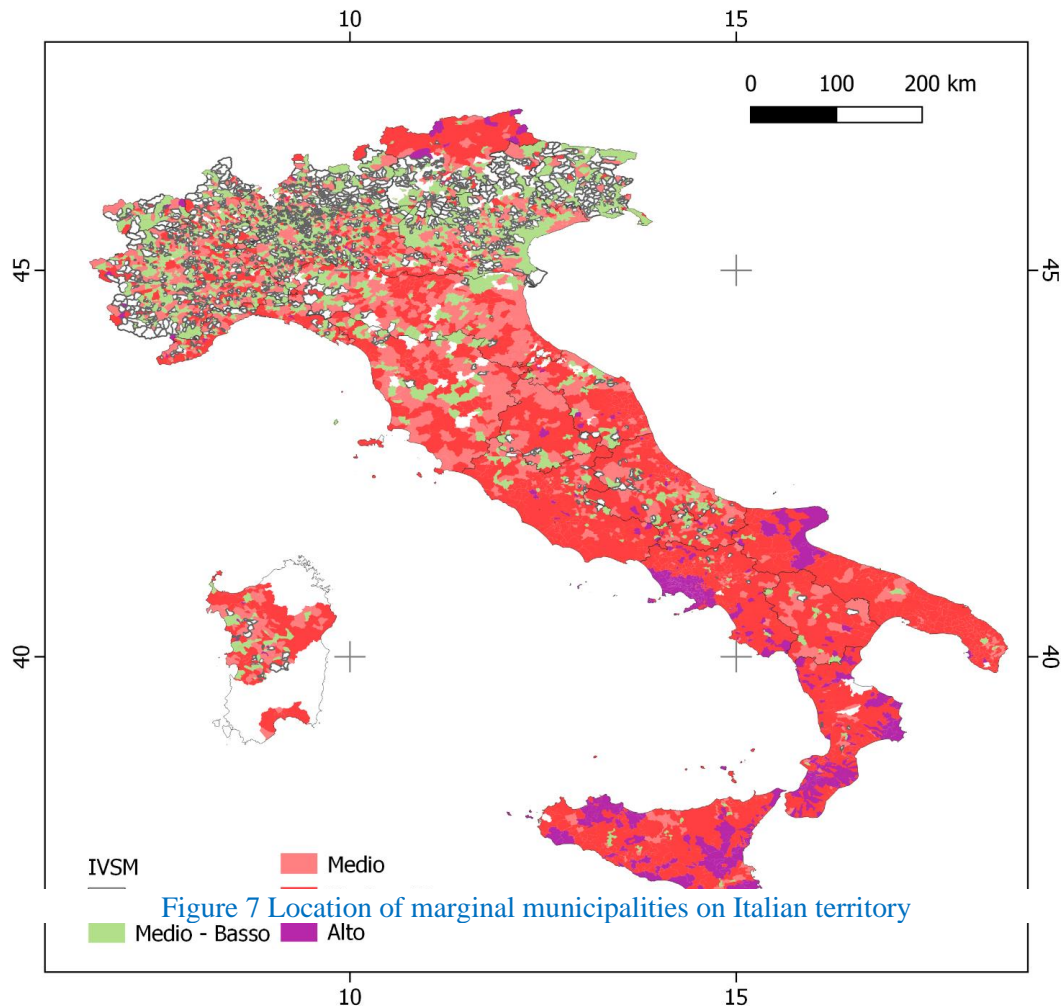 10 15
0 100 200 km
45 45
40 40
IVSM Medio
Figure 7 Location of marginal municipalities on Italian territory
Medio - Basso Alto
10 15